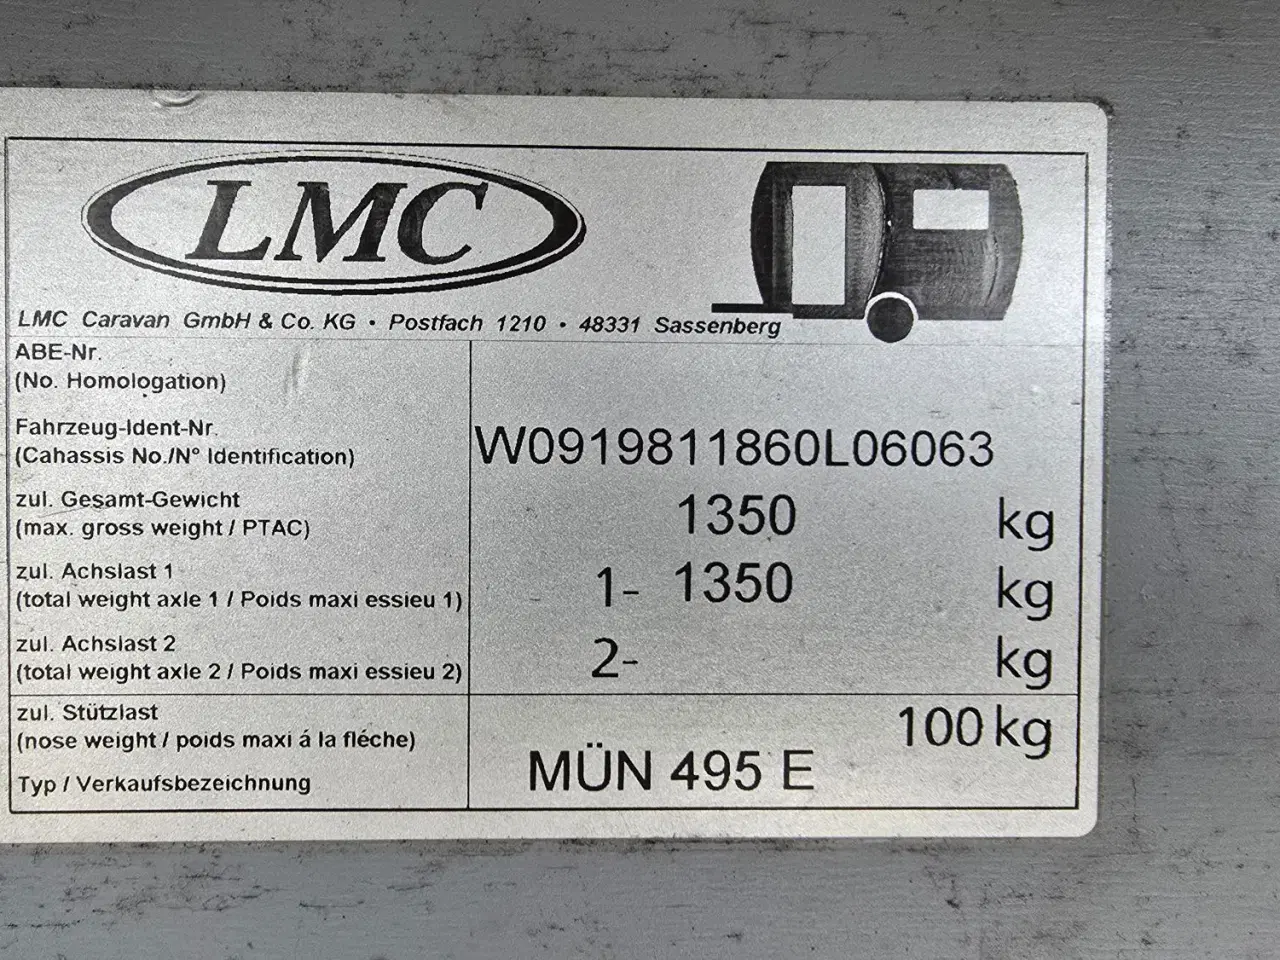 LMC
LMC Caravan GmbH & Co. KG • Postfach 1210 • 48331 Sassenberg
ABE-Nr.
(No. Homologation)
Fahrzeug-Ident-Nr.
(Cahassis No./N° Identification)
W0919811860L06063
zul. Gesamt-Gewicht
(max. gross weight / PTAC)
1350 kg
zul. Achslast 1
(total weight axle 1 / Poids maxi essieu 1)
1- 1350 kg
zul. Achslast 2
(total weight axle 2 / Poids maxi essieu 2)
2- kg
zul. Stützlast
(nose weight / poids maxi á la fléche)
100 kg
Typ / Verkaufsbezeichnung
MÜN 495 E